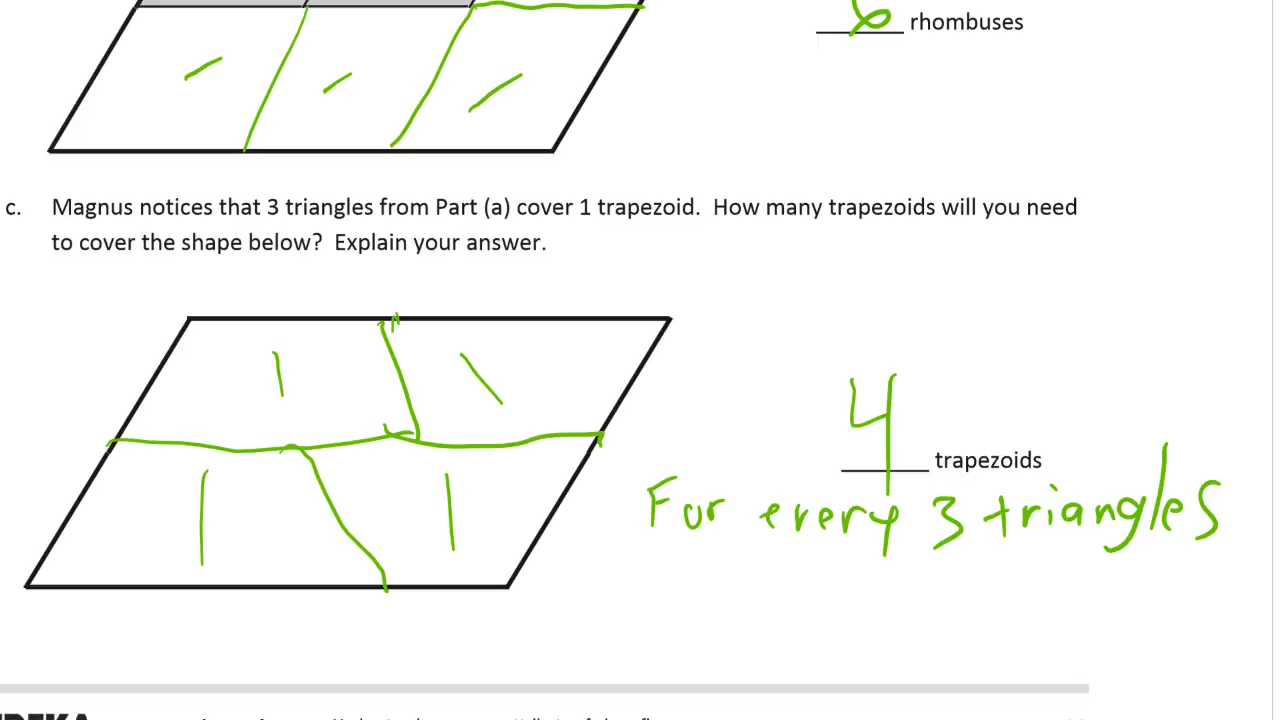 6 rhombuses
c. Magnus notices that 3 triangles from Part (a) cover 1 trapezoid. How many trapezoids will you need
to cover the shape below? Explain your answer.
4
trapezoids
For every 3 triangles